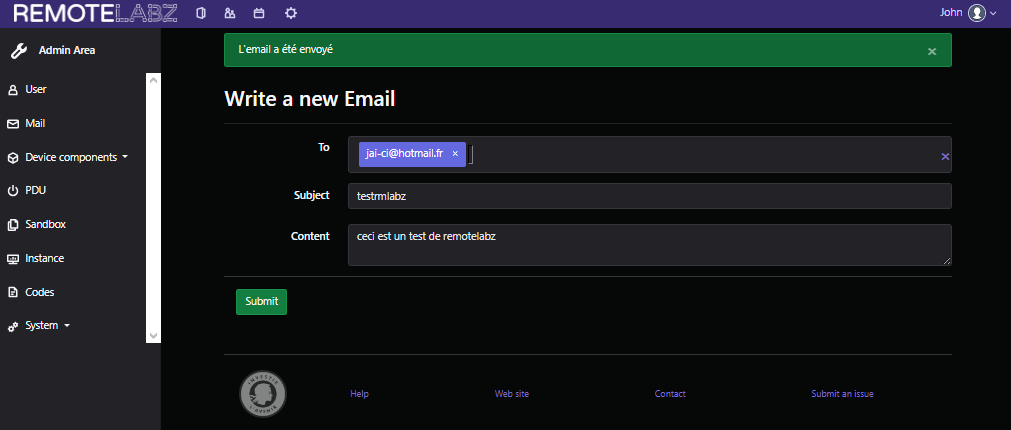 REMOTELABZ
John
Admin Area
User
Mail
Device components
PDU
Sandbox
Instance
Codes
System
L'email a été envoyé
Write a new Email
To
jai-ci@hotmail.fr ×
Subject
testrmlabz
Content
ceci est un test de remotelabz
Submit
INVESTIR L'AVENIR
Help
Web site
Contact
Submit an issue